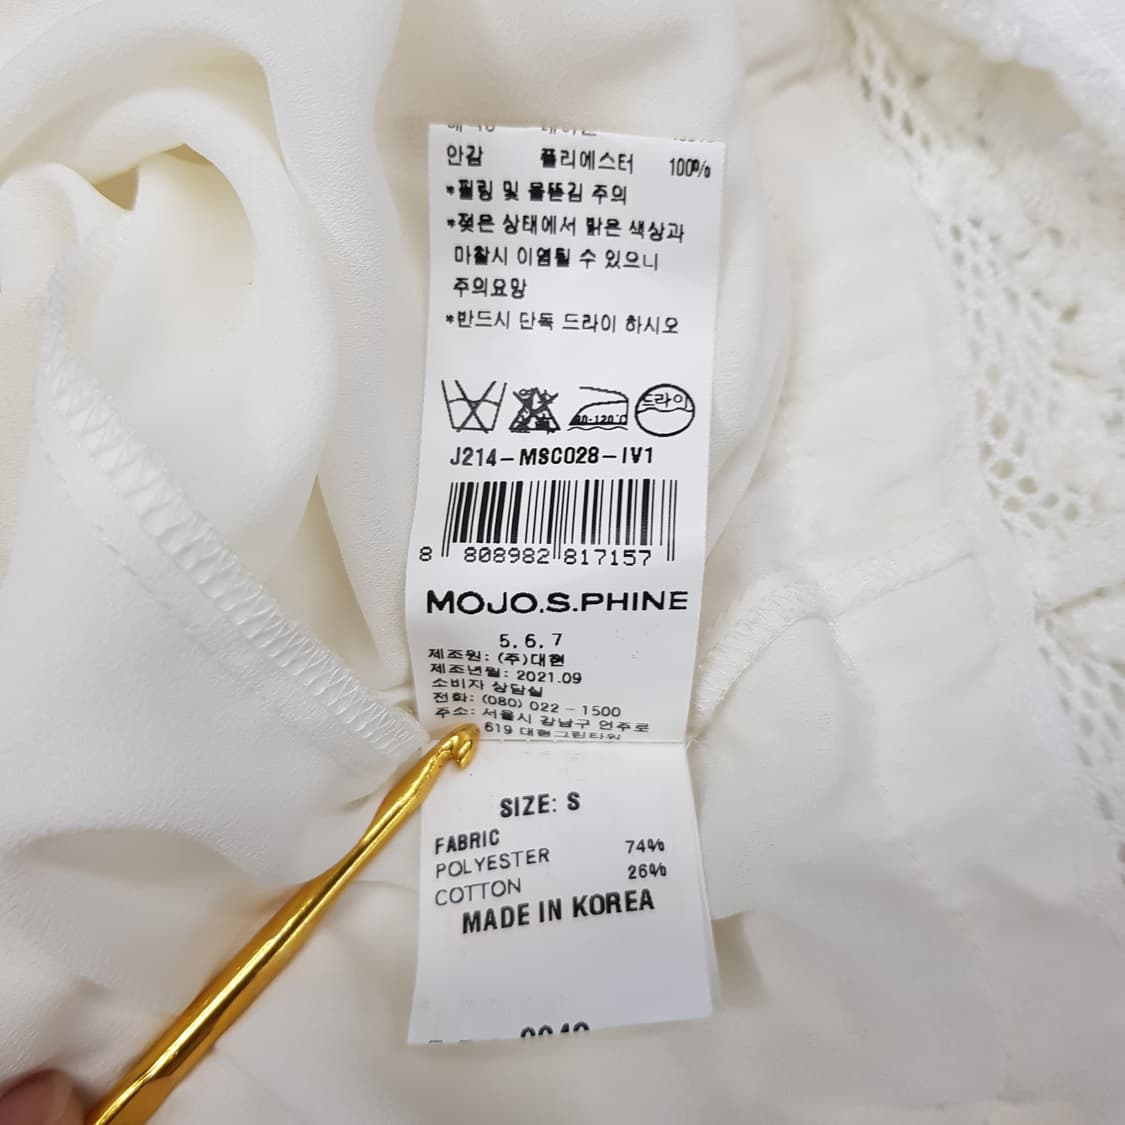 안감 폴리에스터 100%
*필링 및 올뜯김 주의
*젖은 상태에서 밝은 색상과
마찰시 이염될 수 있으니
주의요망
*반드시 단독 드라이 하시오
80-120°C 드라이
J214-MSC028-IV1
8 808982 817157
MOJO.S.PHINE
5, 6, 7
제조원: (주)대현
제조년월: 2021.09
소비자 상담실
전화: (080) 022-1500
주소: 서울시 강남구 언주로
619 대현그린타워
SIZE: S
FABRIC
POLYESTER 74%
COTTON 26%
MADE IN KOREA